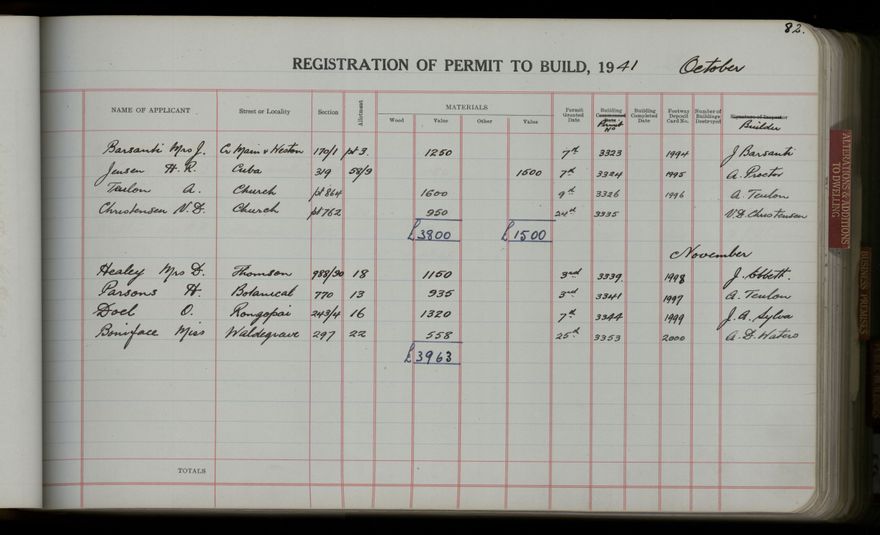 82.
REGISTRATION OF PERMIT TO BUILD, 1941 October
NAME OF APPLICANT Street or Locality Section Allotment MATERIALS Wood Value Other Value Permit Granted Date Building Commenced Date Permit No Building Completed Date Footway Deposit Card No. Number of Buildings Destroyed Signature of Inspector Builder
Barsanti Mrs J. Cr Main & Weston 170/1 pt 3. 1250 7th 3323 1994 J Barsanti
Jensen H. R. Cuba 319 58/9 1500 7th 3324 1995 A. Proctor
Teulon A. Church pt 864 1600 9th 3326 1996 A. Teulon
Christensen V. D. Church pt 762 950 24th 3335 V. D. Christensen
£3800 £1500
November
Healey Mrs D. Thomson 988/90 18 1150 3rd 3339. 1998 J.
Parsons H. Botanical 770 13 935 3rd 3341 1997 A. Teulon
Doel O. Rongopai 243/4 16 1320 7th 3344 1999 J. A. Sylva
Boniface Miss Waldegrave 297 22 558 25th 3353 2000 A. D. Waters
£3963
TOTALS
ALTERATIONS & ADDITIONS TO DWELLING
BUSINESS PREMISES